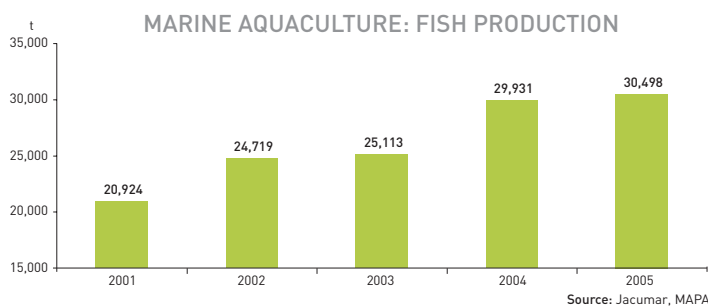 MARINE AQUACULTURE: FISH PRODUCTION
t
35,000
30,000
25,000
20,000
15,000
20,924
24,719
25,113
29,931
30,498
2001 2002 2003 2004 2005
Source: Jacumar, MAPA